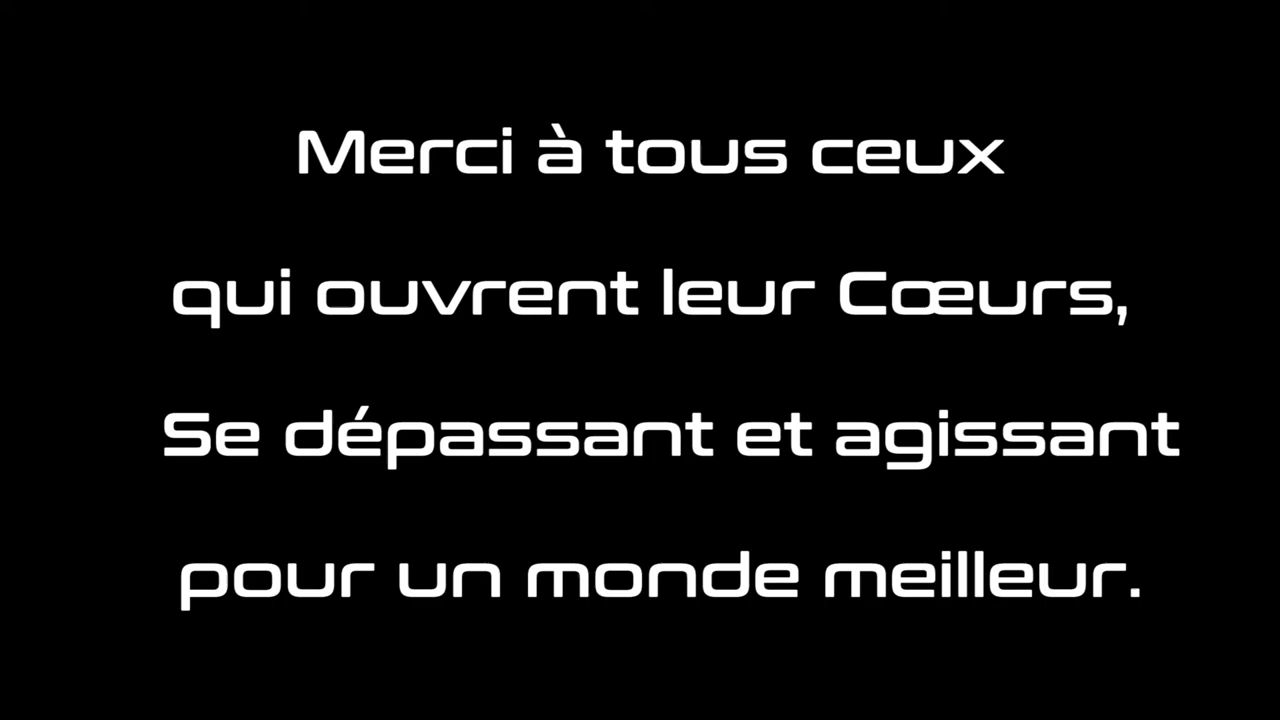 Merci à tous ceux
qui ouvrent leur Cœurs,
Se dépassant et agissant
pour un monde meilleur.